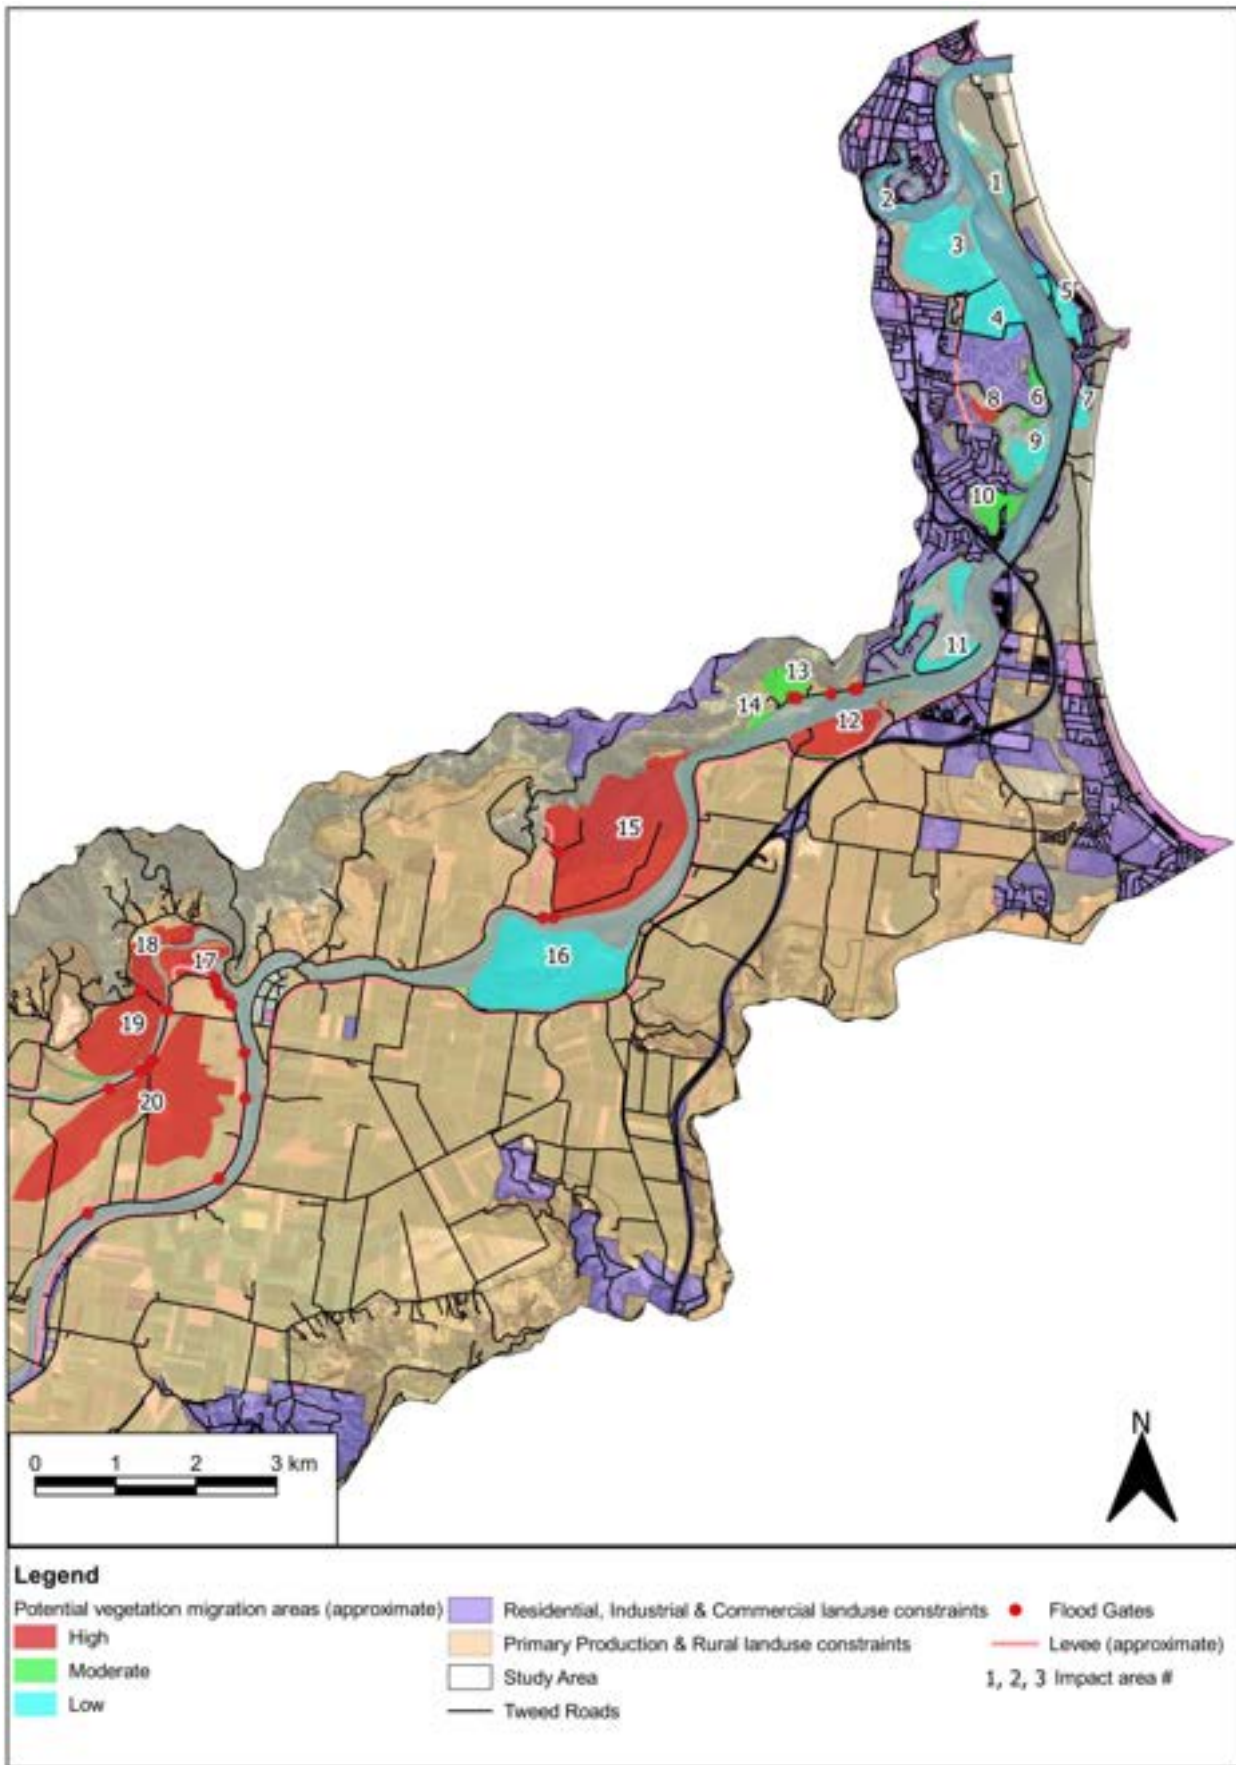 1
2
3
5
4
6
7
8
9
10
11
13
14
12
15
16
18
17
19
20
N
0 1 2 3 km
Legend
Potential vegetation migration areas (approximate)
High
Moderate
Low
Residential, Industrial & Commercial landuse constraints
Primary Production & Rural landuse constraints
Study Area
Tweed Roads
Flood Gates
Levee (approximate)
1, 2, 3 Impact area #